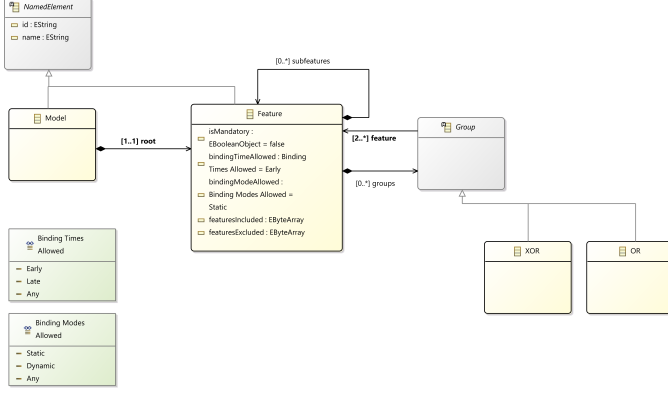 NamedElement
id : EString
name : EString
[0..*] subfeatures
Model
[1..1] root
Feature
isMandatory :
EBooleanObject = false
bindingTimeAllowed : Binding
Times Allowed = Early
bindingModeAllowed :
Binding Modes Allowed =
Static
featuresIncluded : EByteArray
featuresExcluded : EByteArray
[2..*] feature
[0..*] groups
Group
XOR
OR
Binding Times
Allowed
Early
Late
Any
Binding Modes
Allowed
Static
Dynamic
Any